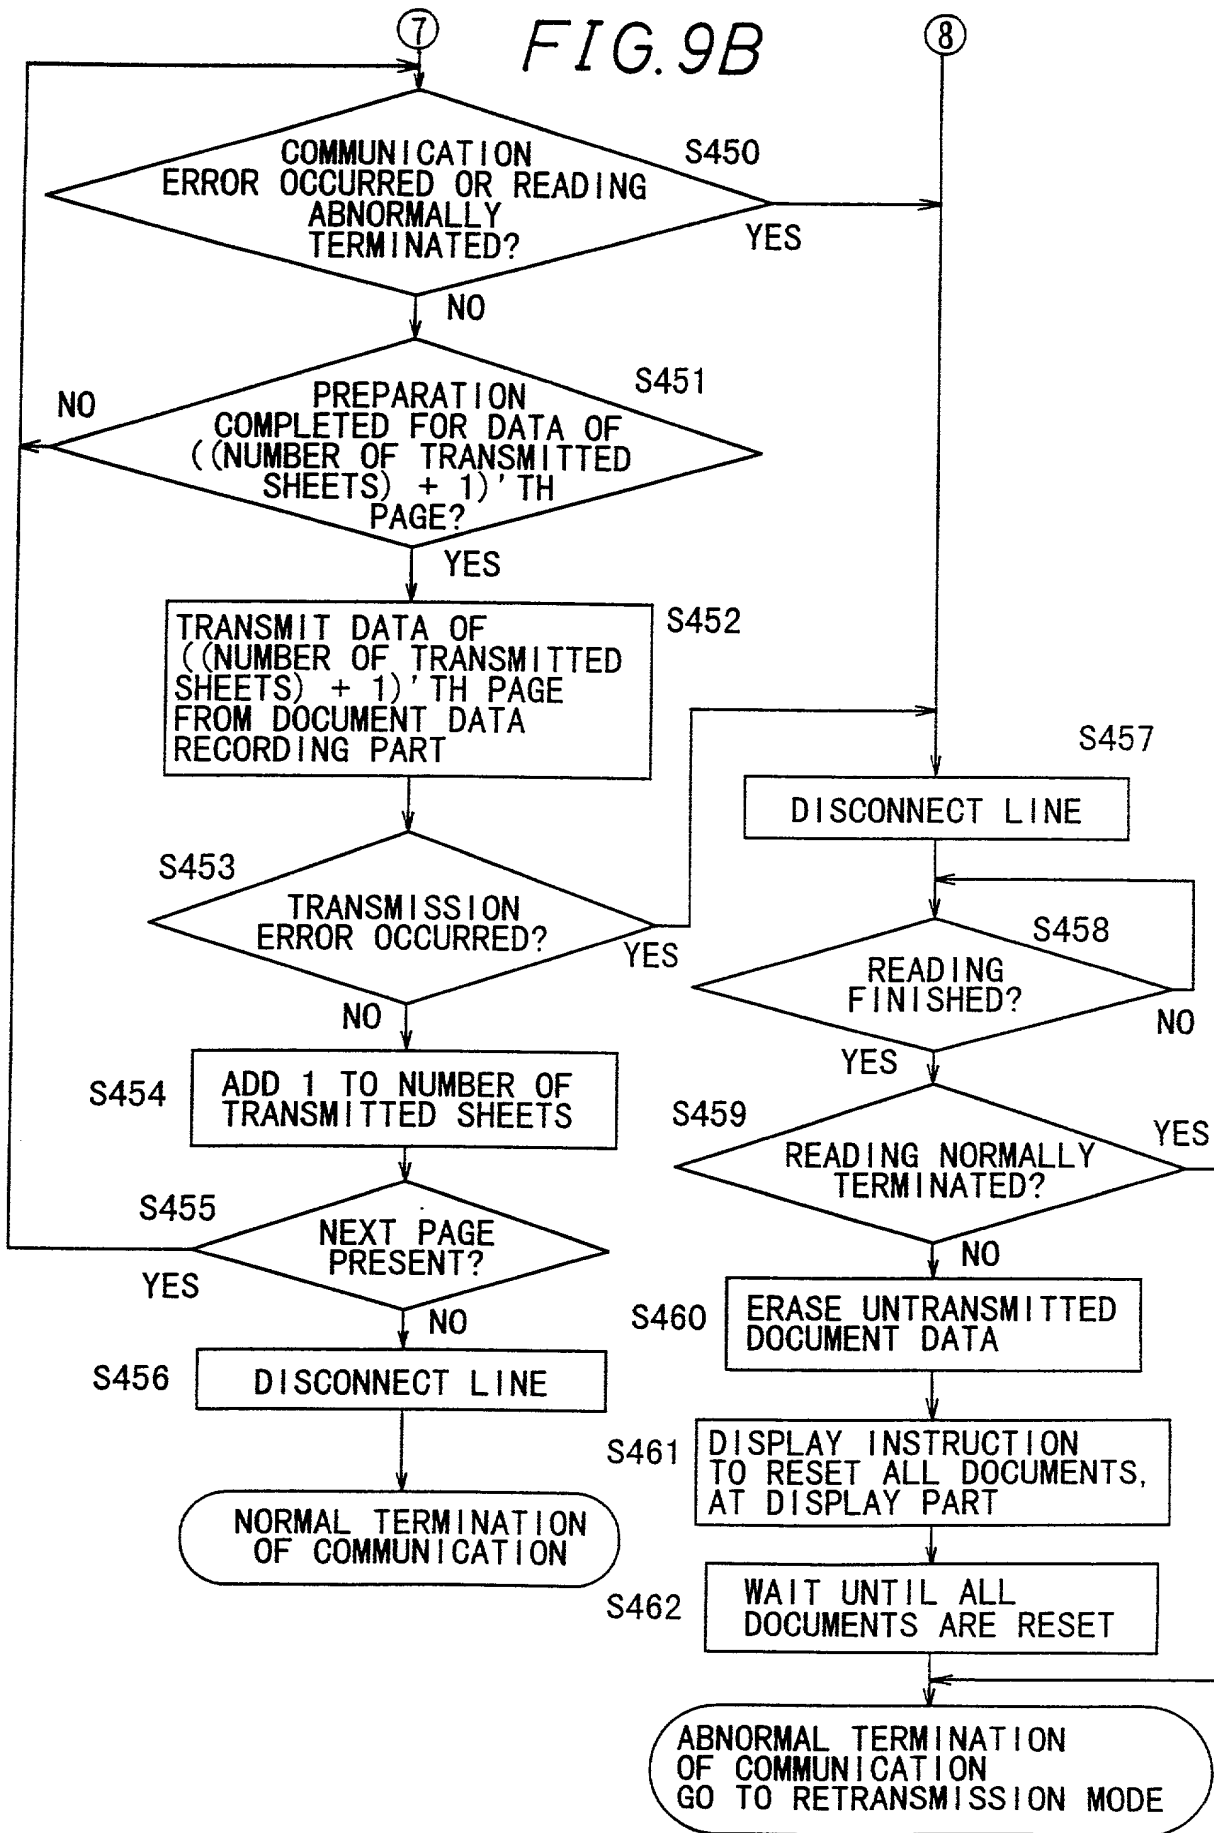 7
FIG. 9B
8
COMMUNICATION
ERROR OCCURRED OR READING
ABNORMALLY
TERMINATED?
S450
YES
NO
PREPARATION
COMPLETED FOR DATA OF
((NUMBER OF TRANSMITTED
SHEETS) + 1)'TH
PAGE?
S451
NO
YES
TRANSMIT DATA OF
((NUMBER OF TRANSMITTED
SHEETS) + 1)'TH PAGE
FROM DOCUMENT DATA
RECORDING PART
S452
S453
TRANSMISSION
ERROR OCCURRED?
YES
NO
S454
ADD 1 TO NUMBER OF
TRANSMITTED SHEETS
S455
NEXT PAGE
PRESENT?
YES
NO
S456
DISCONNECT LINE
NORMAL TERMINATION
OF COMMUNICATION
S457
DISCONNECT LINE
S458
READING
FINISHED?
NO
YES
S459
READING NORMALLY
TERMINATED?
YES
NO
S460
ERASE UNTRANSMITTED
DOCUMENT DATA
S461
DISPLAY INSTRUCTION
TO RESET ALL DOCUMENTS,
AT DISPLAY PART
S462
WAIT UNTIL ALL
DOCUMENTS ARE RESET
ABNORMAL TERMINATION
OF COMMUNICATION
GO TO RETRANSMISSION MODE